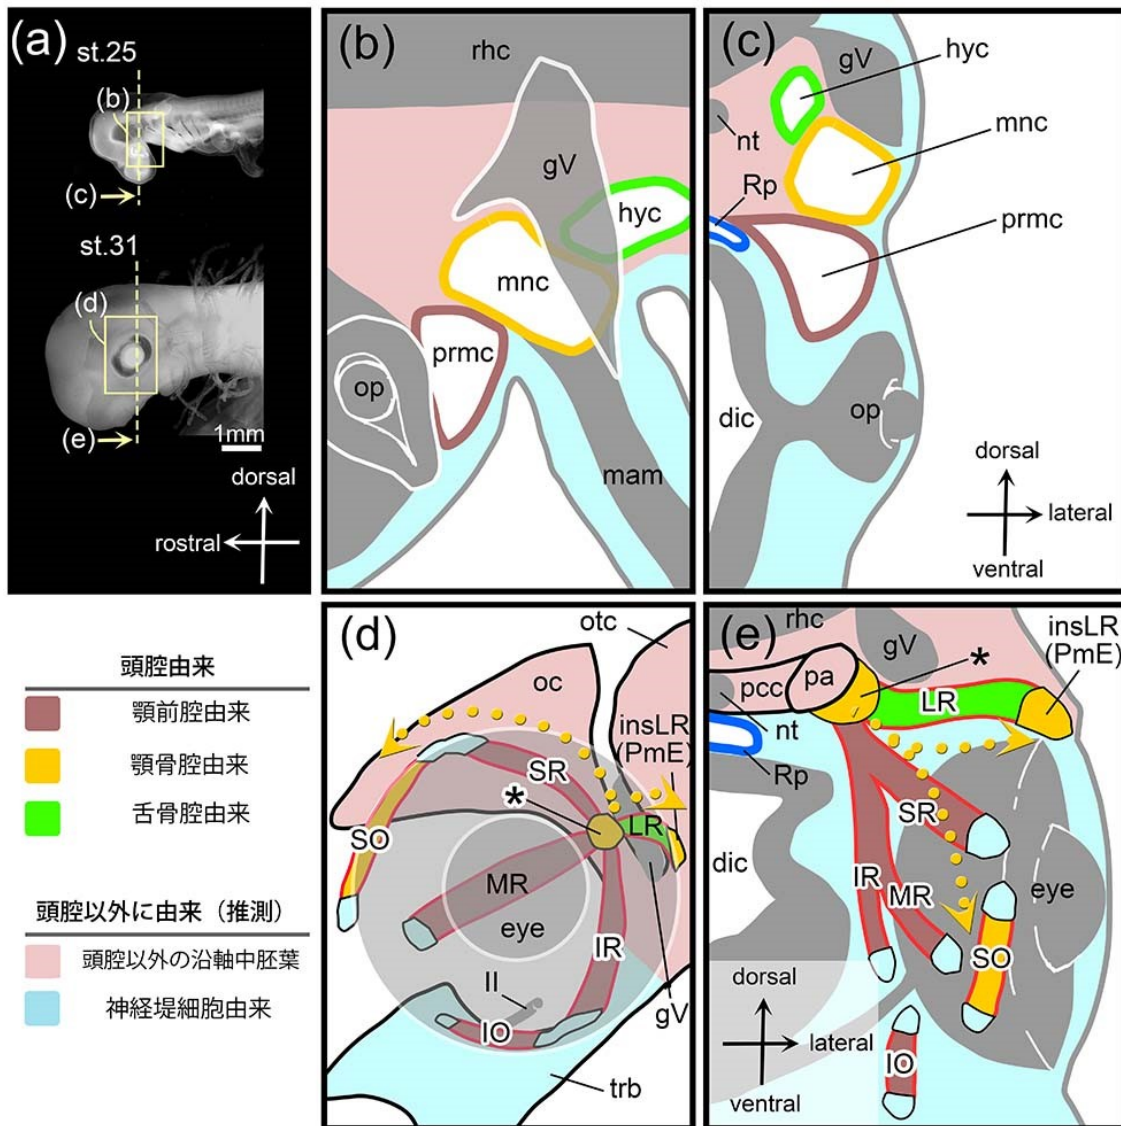 (a)
st.25
(b)
(c)
st.31
(d)
(e)
1mm
dorsal
rostral
(b)
rhc
gV
hyc
mnc
prmc
op
mam
(c)
gV
hyc
nt
mnc
Rp
prmc
dic
op
dorsal
lateral
ventral
頭腔由来
顎前腔由来
顎骨腔由来
舌骨腔由来
頭腔以外に由来（推測）
頭腔以外の沿軸中胚葉
神経堤細胞由来
(d)
otc
oc
insLR
(PmE)
SR
*
LR
SO
MR
eye
IR
II
gV
IO
trb
(e)
rhc
gV
insLR
(PmE)
*
pcc
pa
LR
nt
Rp
SR
dic
IR
MR
eye
SO
dorsal
lateral
IO
ventral